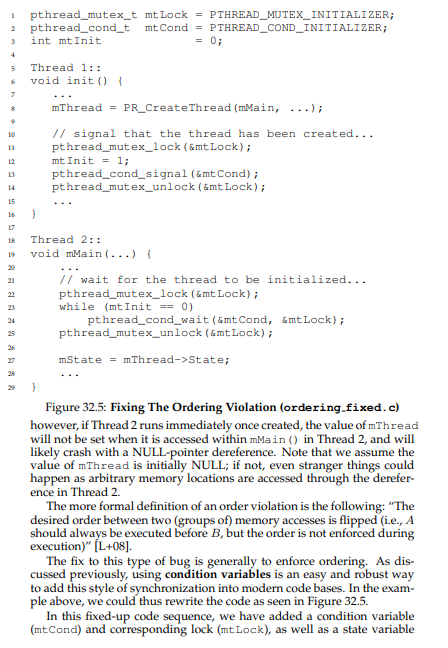 1 pthread_mutex_t mtLock = PTHREAD_MUTEX_INITIALIZER;
2 pthread_cond_t mtCond = PTHREAD_COND_INITIALIZER;
3 int mtInit = 0;
4
5 Thread 1::
6 void init() {
7 ...
8 mThread = PR_CreateThread(mMain, ...);
9
10 // signal that the thread has been created...
11 pthread_mutex_lock(&mtLock);
12 mtInit = 1;
13 pthread_cond_signal(&mtCond);
14 pthread_mutex_unlock(&mtLock);
15 ...
16 }
17
18 Thread 2::
19 void mMain(...) {
20 ...
21 // wait for the thread to be initialized...
22 pthread_mutex_lock(&mtLock);
23 while (mtInit == 0)
24 pthread_cond_wait(&mtCond, &mtLock);
25 pthread_mutex_unlock(&mtLock);
26
27 mState = mThread->State;
28 ...
29 }
Figure 32.5: Fixing The Ordering Violation (ordering_fixed.c)
however, if Thread 2 runs immediately once created, the value of mThread
will not be set when it is accessed within mMain() in Thread 2, and will
likely crash with a NULL-pointer dereference. Note that we assume the
value of mThread is initially NULL; if not, even stranger things could
happen as arbitrary memory locations are accessed through the derefer-
ence in Thread 2.
The more formal definition of an order violation is the following: "The
desired order between two (groups of) memory accesses is flipped (i.e., A
should always be executed before B, but the order is not enforced during
execution)" [L+08].
The fix to this type of bug is generally to enforce ordering. As dis-
cussed previously, using condition variables is an easy and robust way
to add this style of synchronization into modern code bases. In the exam-
ple above, we could thus rewrite the code as seen in Figure 32.5.
In this fixed-up code sequence, we have added a condition variable
(mtCond) and corresponding lock (mtLock), as well as a state variable